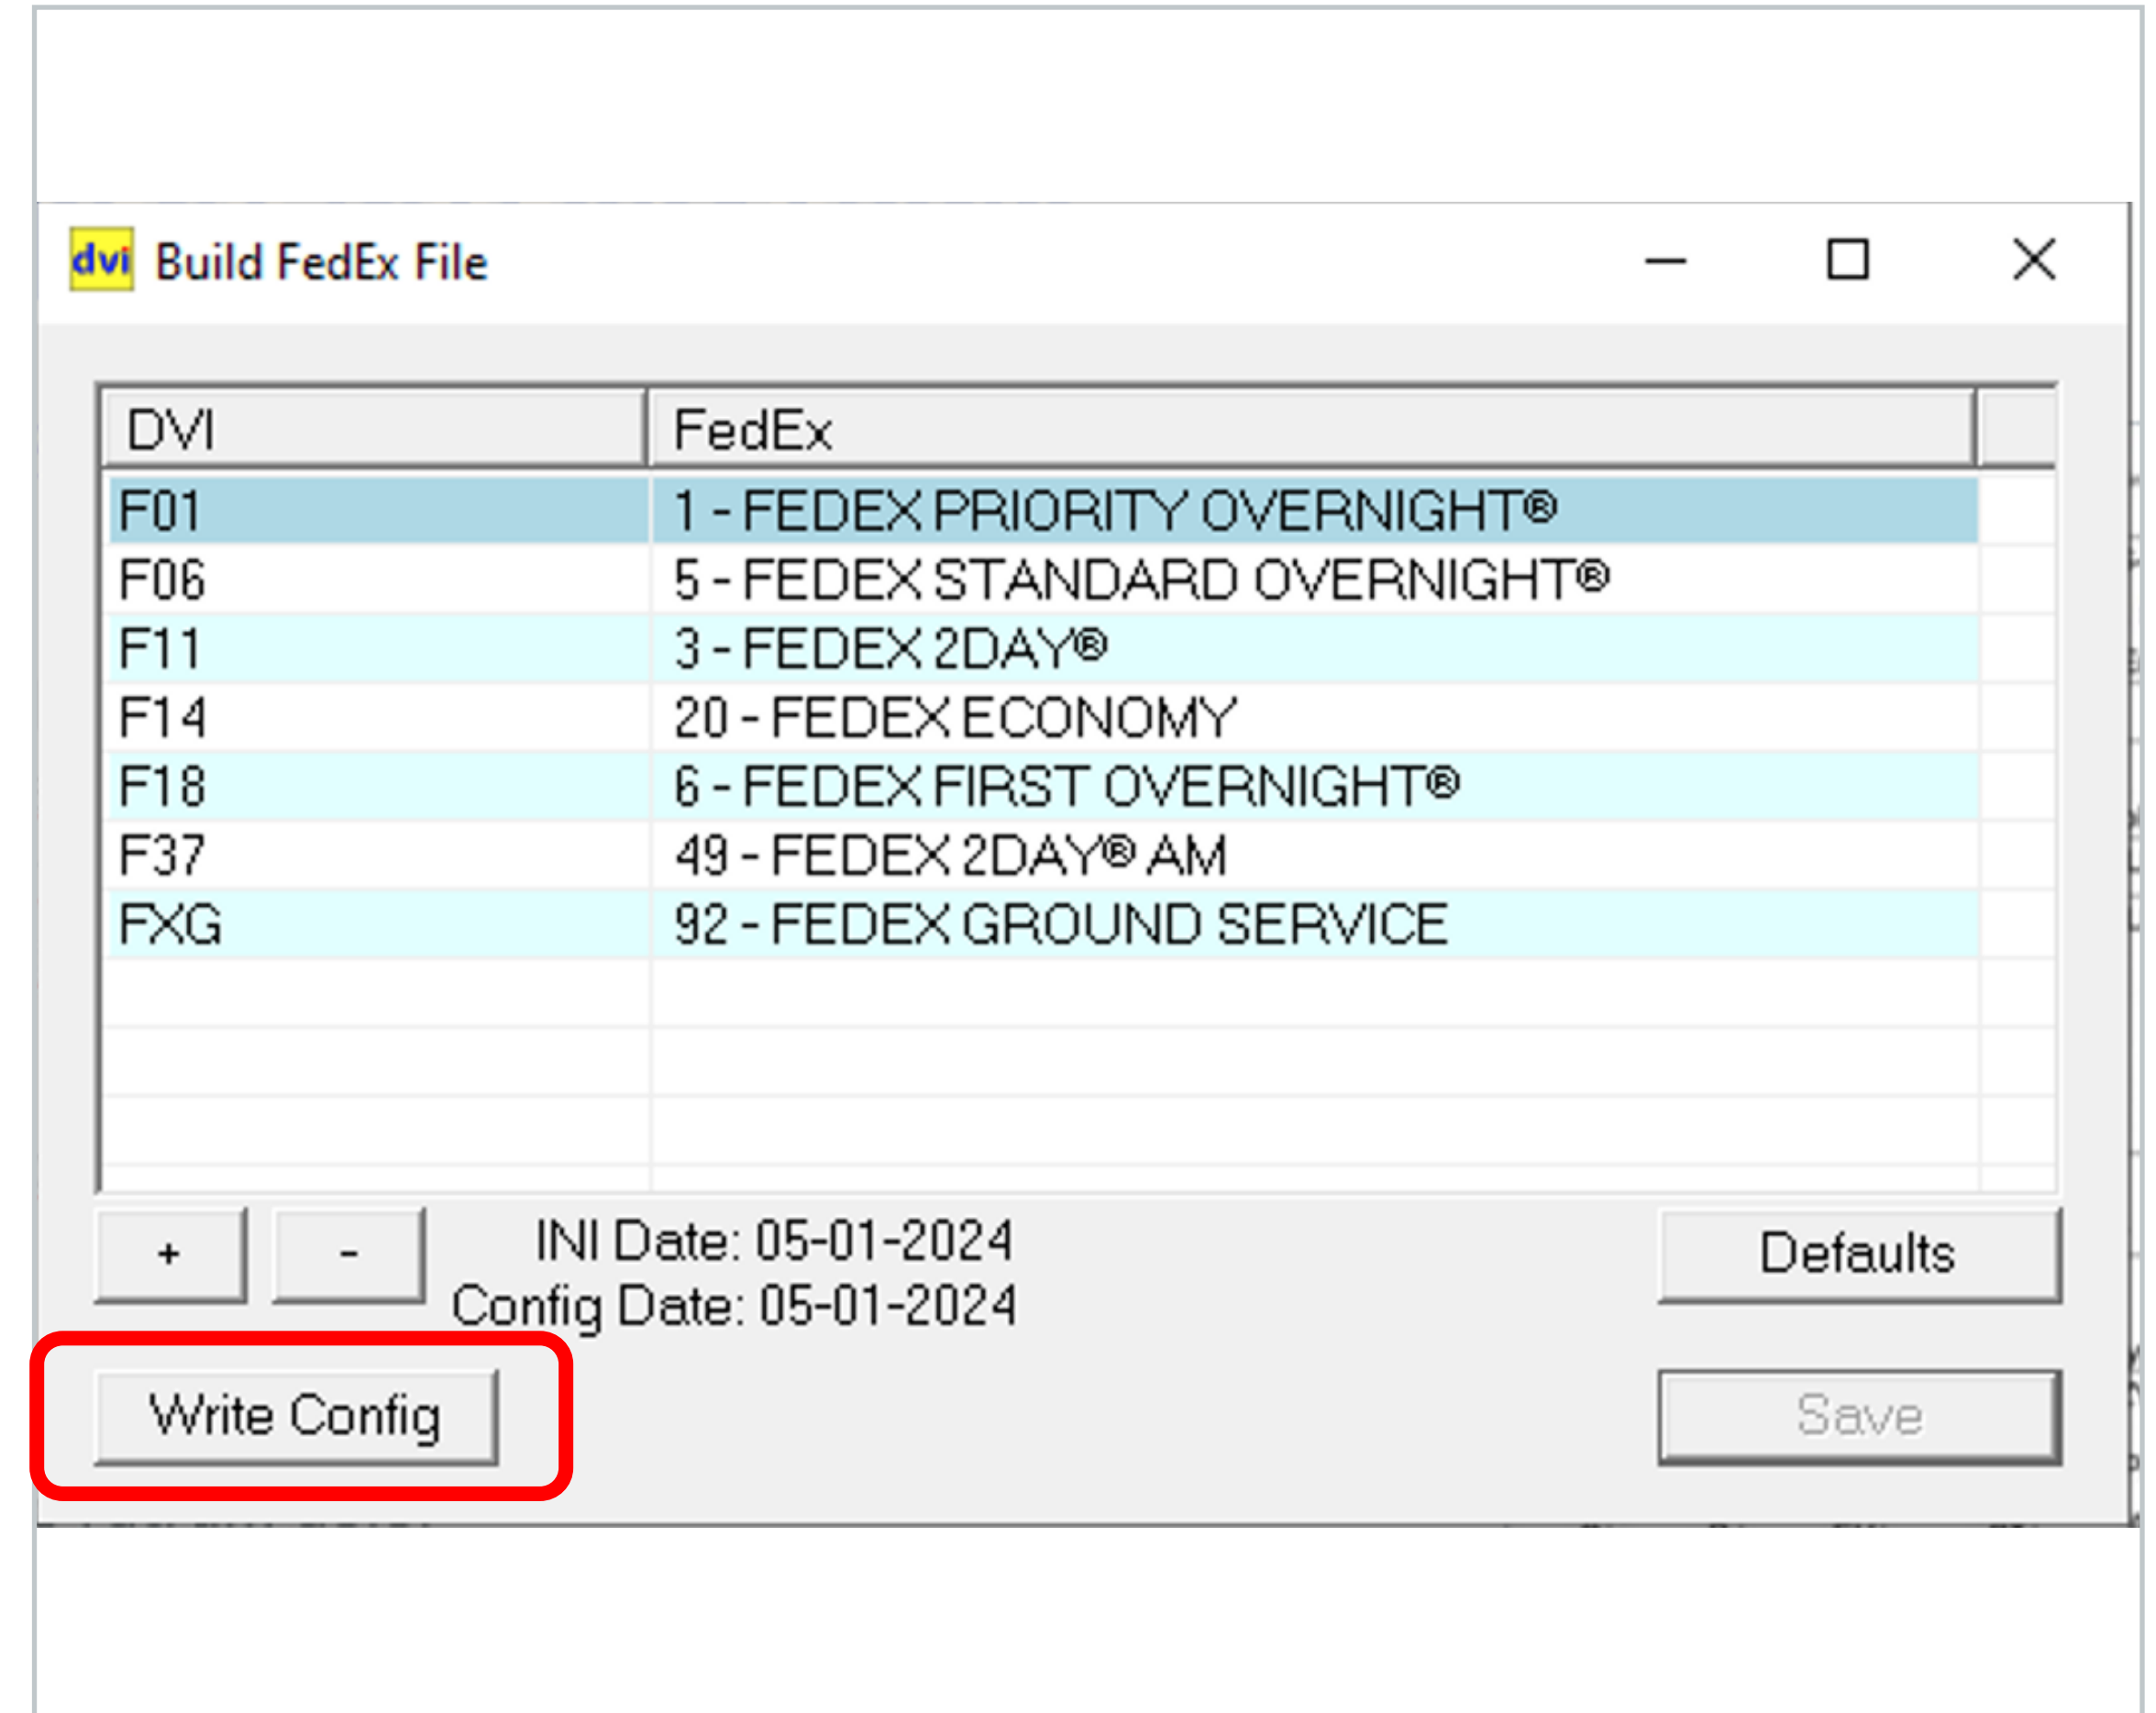 dvi Build FedEx File
DVI FedEx
F01 1 - FEDEX PRIORITY OVERNIGHT®
F06 5 - FEDEX STANDARD OVERNIGHT®
F11 3 - FEDEX 2DAY®
F14 20 - FEDEX ECONOMY
F18 6 - FEDEX FIRST OVERNIGHT®
F37 49 - FEDEX 2DAY® AM
FXG 92 - FEDEX GROUND SERVICE
+ - INI Date: 05-01-2024 Defaults
Config Date: 05-01-2024
Write Config Save